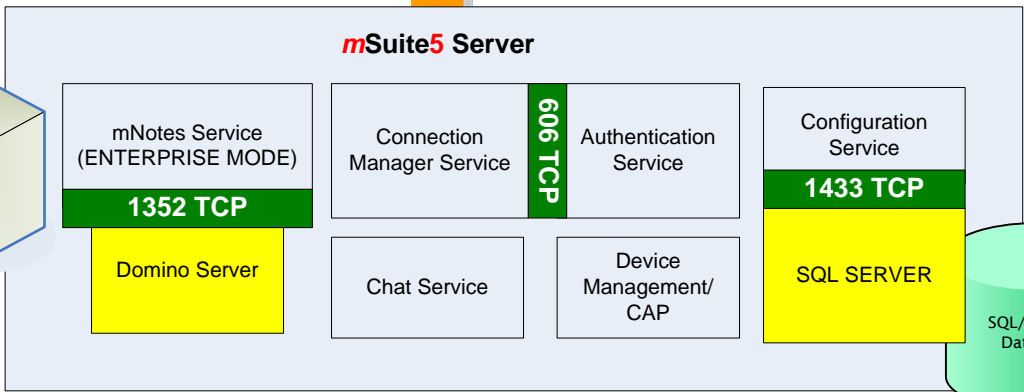 mSuite5 Server
mNotes Service
(ENTERPRISE MODE)
1352 TCP
Domino Server
Connection
Manager Service
606 TCP
Authentication
Service
Chat Service
Device
Management/
CAP
Configuration
Service
1433 TCP
SQL SERVER
SQL/